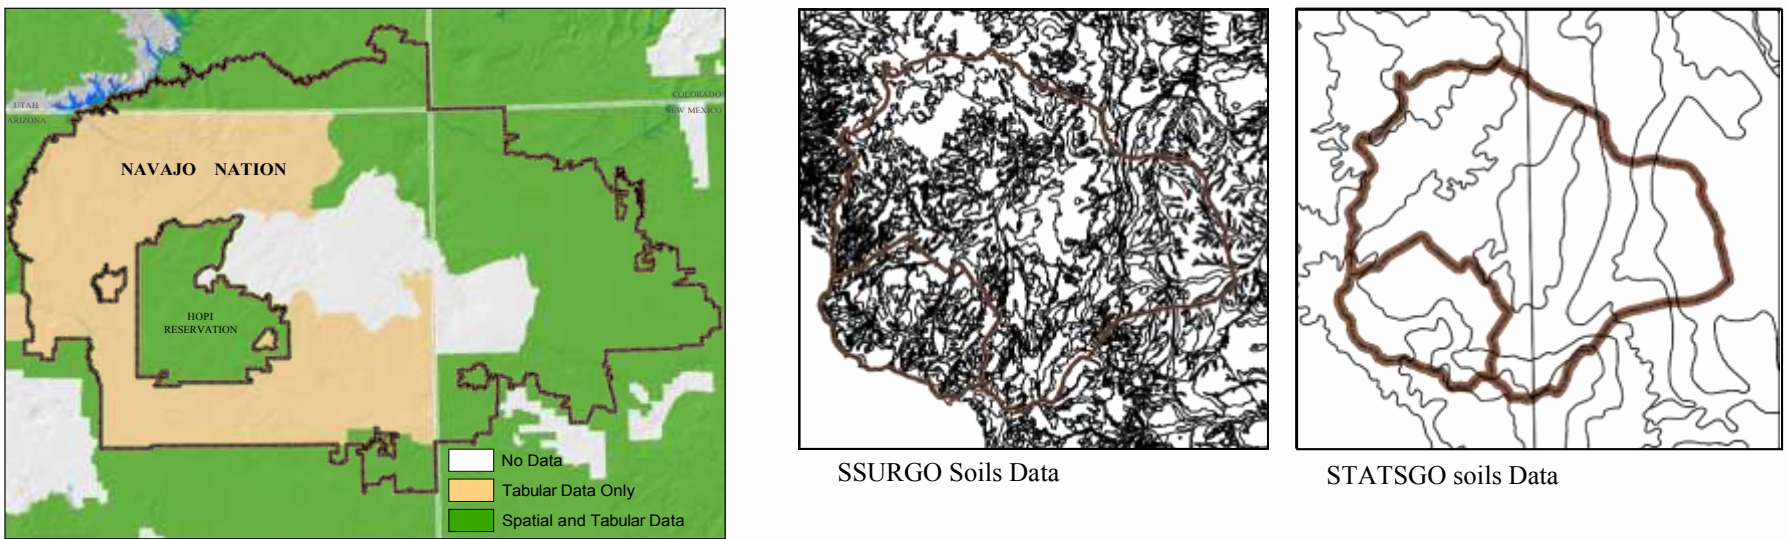 UTAH
ARIZONA
COLORADO
NEW MEXICO
NAVAJO NATION
HOPI
RESERVATION
No Data
Tabular Data Only
Spatial and Tabular Data
SSURGO Soils Data
STATSGO soils Data